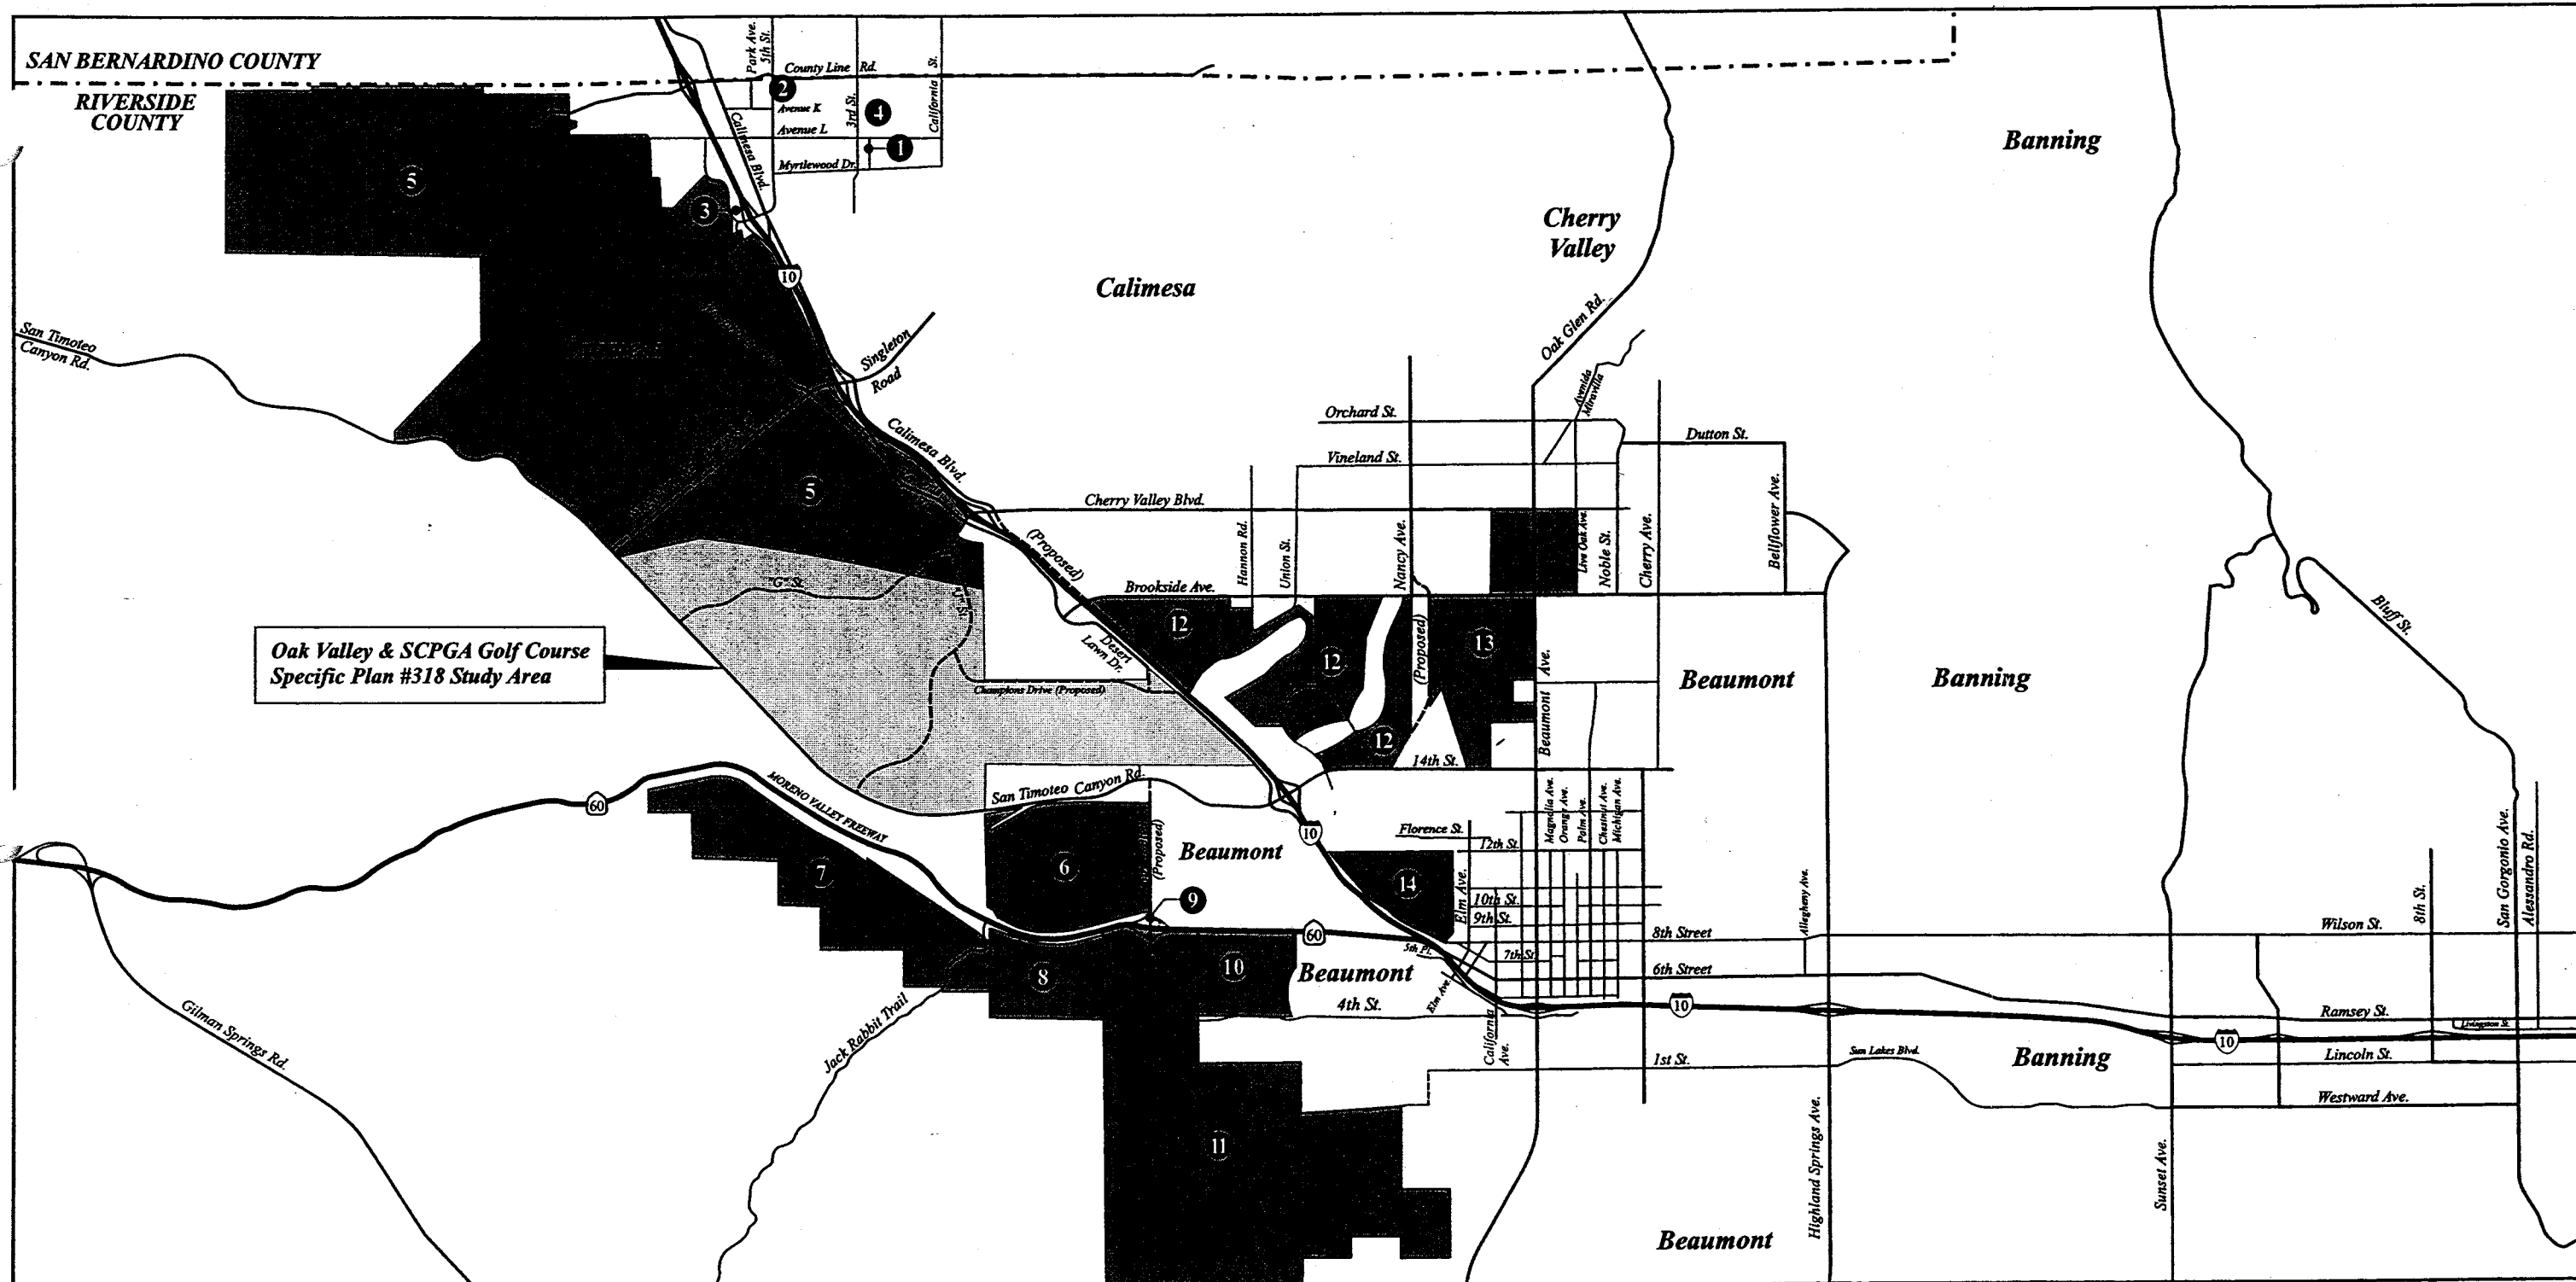 SAN BERNARDINO COUNTY
RIVERSIDE
COUNTY
Park Ave.
5th St.
County Line Rd.
2
Avenue K
3rd St.
4
California St.
Avenue L
1
Calimesa Blvd.
Myrtlewood Dr.
5
3
10
Banning
Cherry
Valley
Calimesa
San Timoteo
Canyon Rd.
Singleton
Road
Oak Glen Rd.
Avenida
Miravilla
Orchard St.
Calimesa Blvd.
Dutton St.
Vineland St.
5
Cherry Valley Blvd.
(Proposed)
Hannon Rd.
Union St.
Nancy Ave.
Live Oak Ave.
Noble St.
Cherry Ave.
Bellflower Ave.
"G" St.
Brookside Ave.
Bluff St.
12
Oak Valley & SCPGA Golf Course
Specific Plan #318 Study Area
Desert
Lawn Dr.
12
(Proposed)
13
Beaumont Ave.
Beaumont
Banning
Champions Drive (Proposed)
12
14th St.
San Timoteo Canyon Rd.
MORENO VALLEY FREEWAY
60
10
Magnolia Ave.
Orange Ave.
Palm Ave.
Chestnut Ave.
Michigan Ave.
Florence St.
12th St.
(Proposed)
Beaumont
6
7
14
9
Elm Ave.
10th St.
9th St.
Allegheny Ave.
8th St.
San Gorgonio Ave.
Alessandro Rd.
60
8th Street
Wilson St.
5th Pl.
7th St.
8
10
Beaumont
6th Street
4th St.
Elm Ave.
10
Gilman Springs Rd.
Jack Rabbit Trail
California
Ave.
Ramsey St.
Livingston St.
10
1st St.
Sun Lakes Blvd.
Banning
Lincoln St.
Westward Ave.
11
Highland Springs Ave.
Sunset Ave.
Beaumont